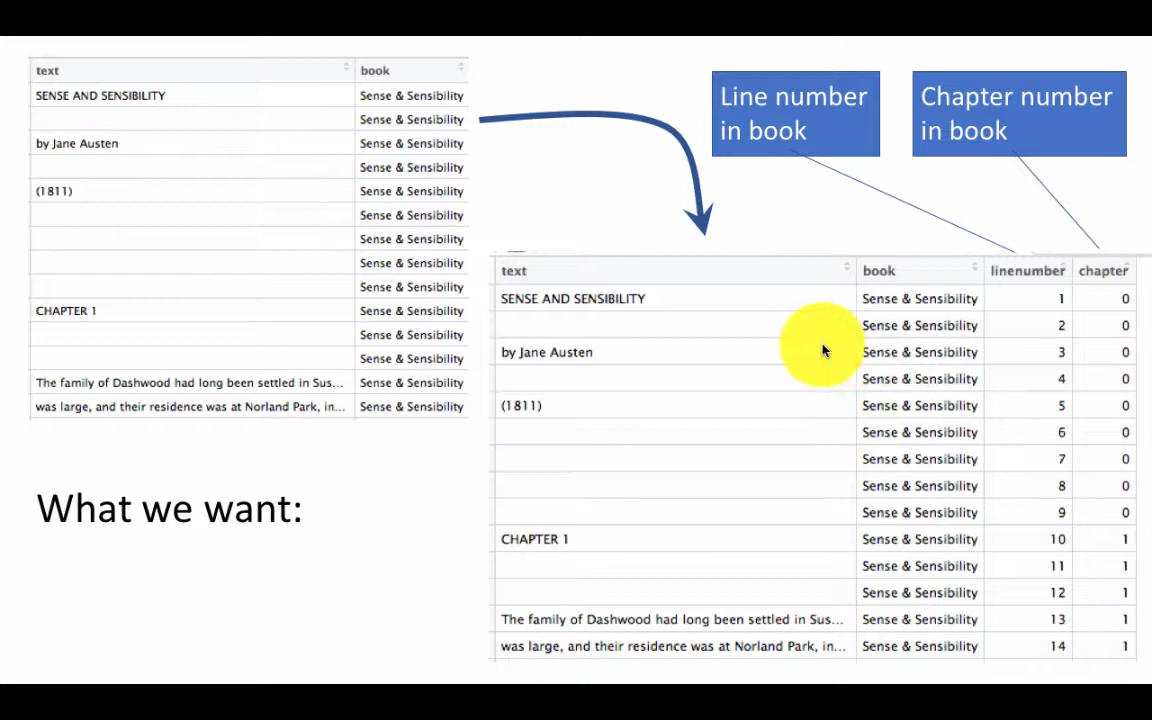 text book
SENSE AND SENSIBILITY Sense & Sensibility
Sense & Sensibility
by Jane Austen Sense & Sensibility
Sense & Sensibility
(1811) Sense & Sensibility
Sense & Sensibility
Sense & Sensibility
Sense & Sensibility
Sense & Sensibility
CHAPTER 1 Sense & Sensibility
Sense & Sensibility
Sense & Sensibility
The family of Dashwood had long been settled in Sus... Sense & Sensibility
was large, and their residence was at Norland Park, in... Sense & Sensibility
What we want:
Line number
in book
Chapter number
in book
text book linenumber chapter
SENSE AND SENSIBILITY Sense & Sensibility 1 0
Sense & Sensibility 2 0
by Jane Austen Sense & Sensibility 3 0
Sense & Sensibility 4 0
(1811) Sense & Sensibility 5 0
Sense & Sensibility 6 0
Sense & Sensibility 7 0
Sense & Sensibility 8 0
Sense & Sensibility 9 0
CHAPTER 1 Sense & Sensibility 10 1
Sense & Sensibility 11 1
Sense & Sensibility 12 1
The family of Dashwood had long been settled in Sus... Sense & Sensibility 13 1
was large, and their residence was at Norland Park, in... Sense & Sensibility 14 1